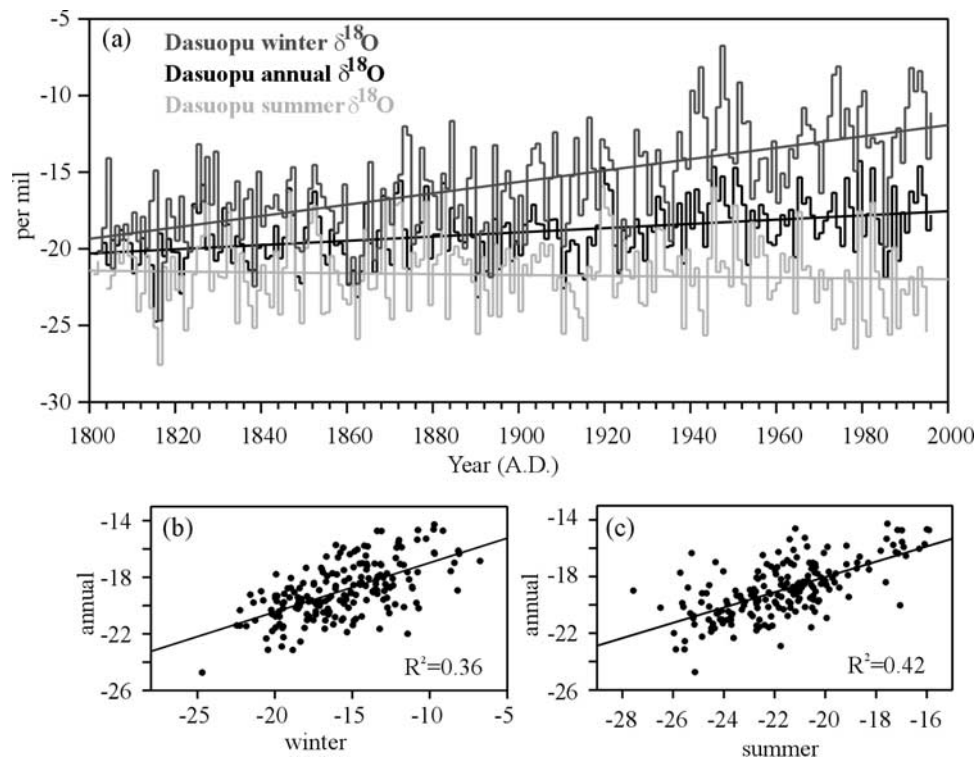 (a)
Dasuopu winter δ18O
Dasuopu annual δ18O
Dasuopu summer δ18O
per mil
-5
-10
-15
-20
-25
-30
1800 1820 1840 1860 1880 1900 1920 1940 1960 1980 2000
Year (A.D.)
(b)
annual
-14
-18
-22
-26
R²=0.36
-25 -20 -15 -10 -5
winter
(c)
annual
-14
-18
-22
-26
R²=0.42
-28 -26 -24 -22 -20 -18 -16
summer